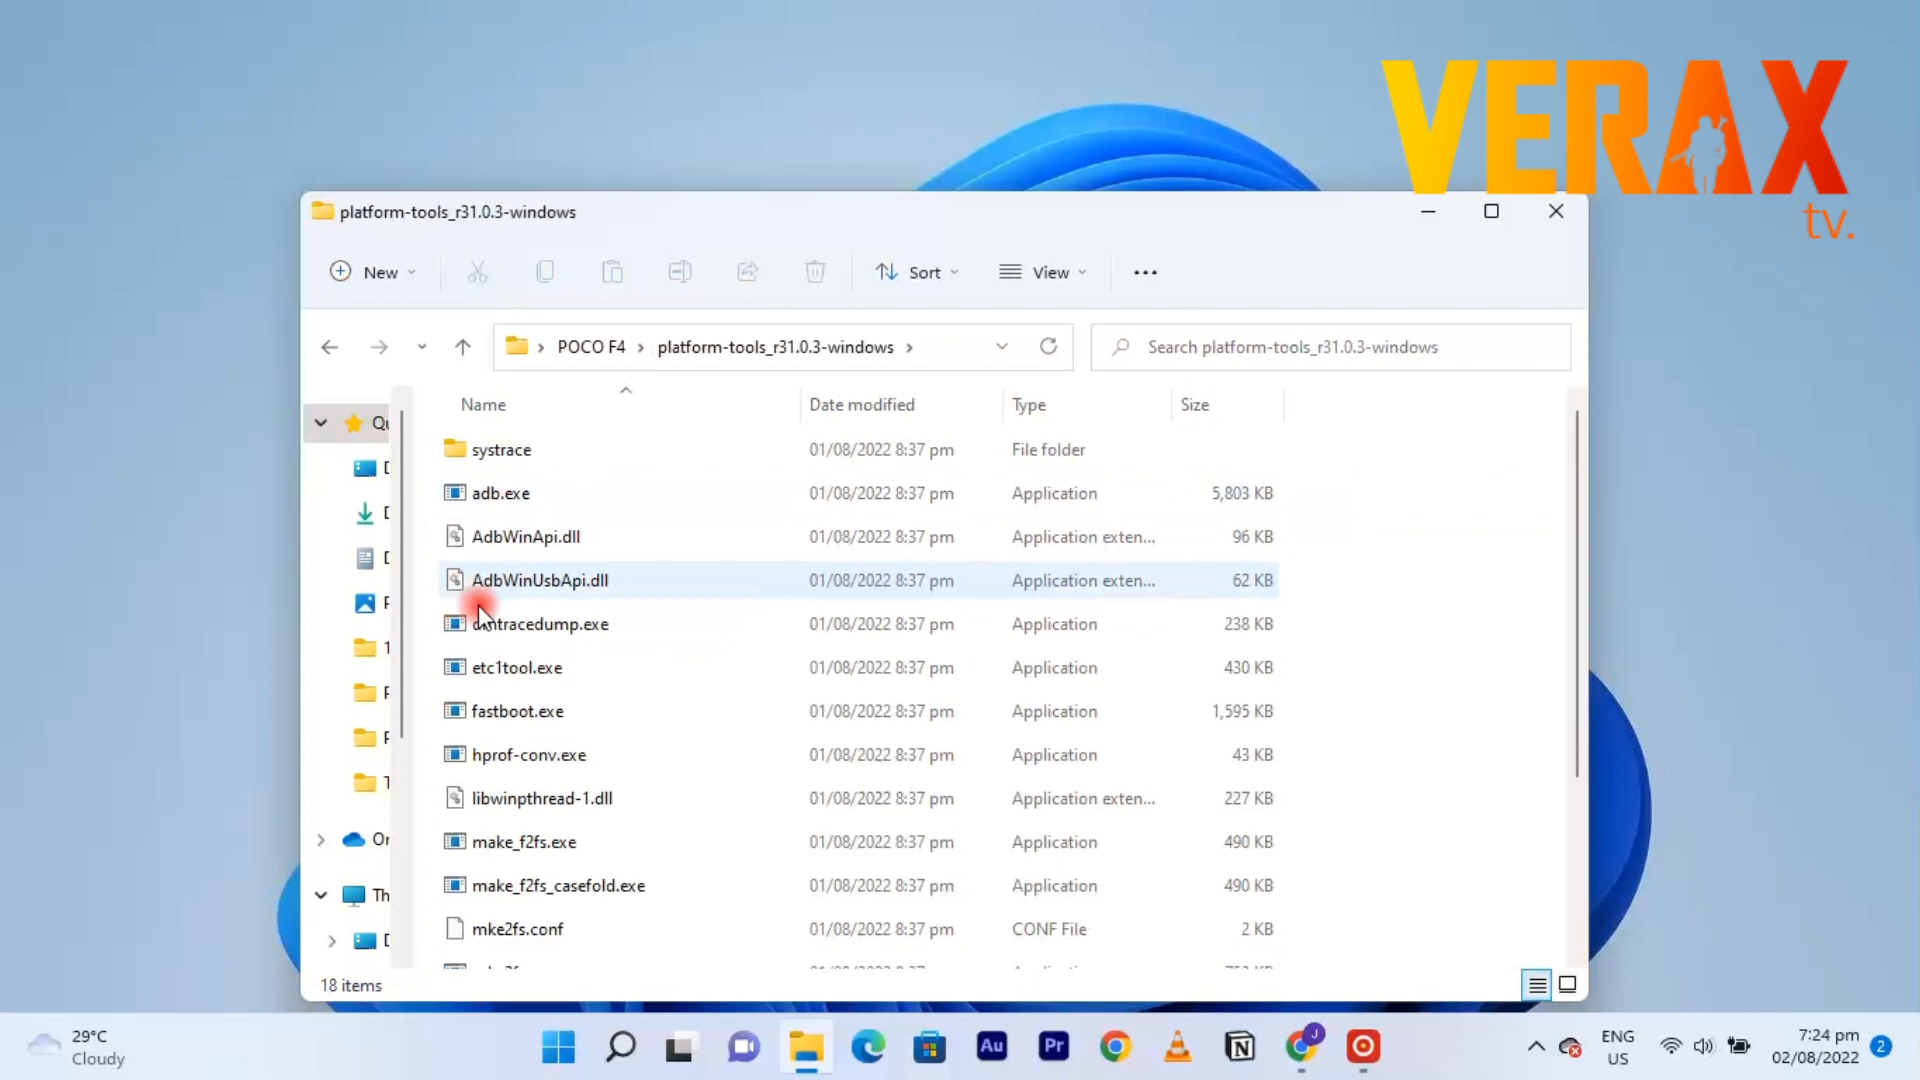 VERAX
tv.
platform-tools_r31.0.3-windows
New
Sort
View
POCO F4
platform-tools_r31.0.3-windows
Search platform-tools_r31.0.3-windows
Name Date modified Type Size
systrace 01/08/2022 8:37 pm File folder
adb.exe 01/08/2022 8:37 pm Application 5,803 KB
AdbWinApi.dll 01/08/2022 8:37 pm Application exten... 96 KB
AdbWinUsbApi.dll 01/08/2022 8:37 pm Application exten... 62 KB
dmtracedump.exe 01/08/2022 8:37 pm Application 238 KB
etc1tool.exe 01/08/2022 8:37 pm Application 430 KB
fastboot.exe 01/08/2022 8:37 pm Application 1,595 KB
hprof-conv.exe 01/08/2022 8:37 pm Application 43 KB
libwinpthread-1.dll 01/08/2022 8:37 pm Application exten... 227 KB
make_f2fs.exe 01/08/2022 8:37 pm Application 490 KB
make_f2fs_casefold.exe 01/08/2022 8:37 pm Application 490 KB
mke2fs.conf 01/08/2022 8:37 pm CONF File 2 KB
18 items
29°C
Cloudy
Au
Pr
J
ENG
US
7:24 pm
02/08/2022
2